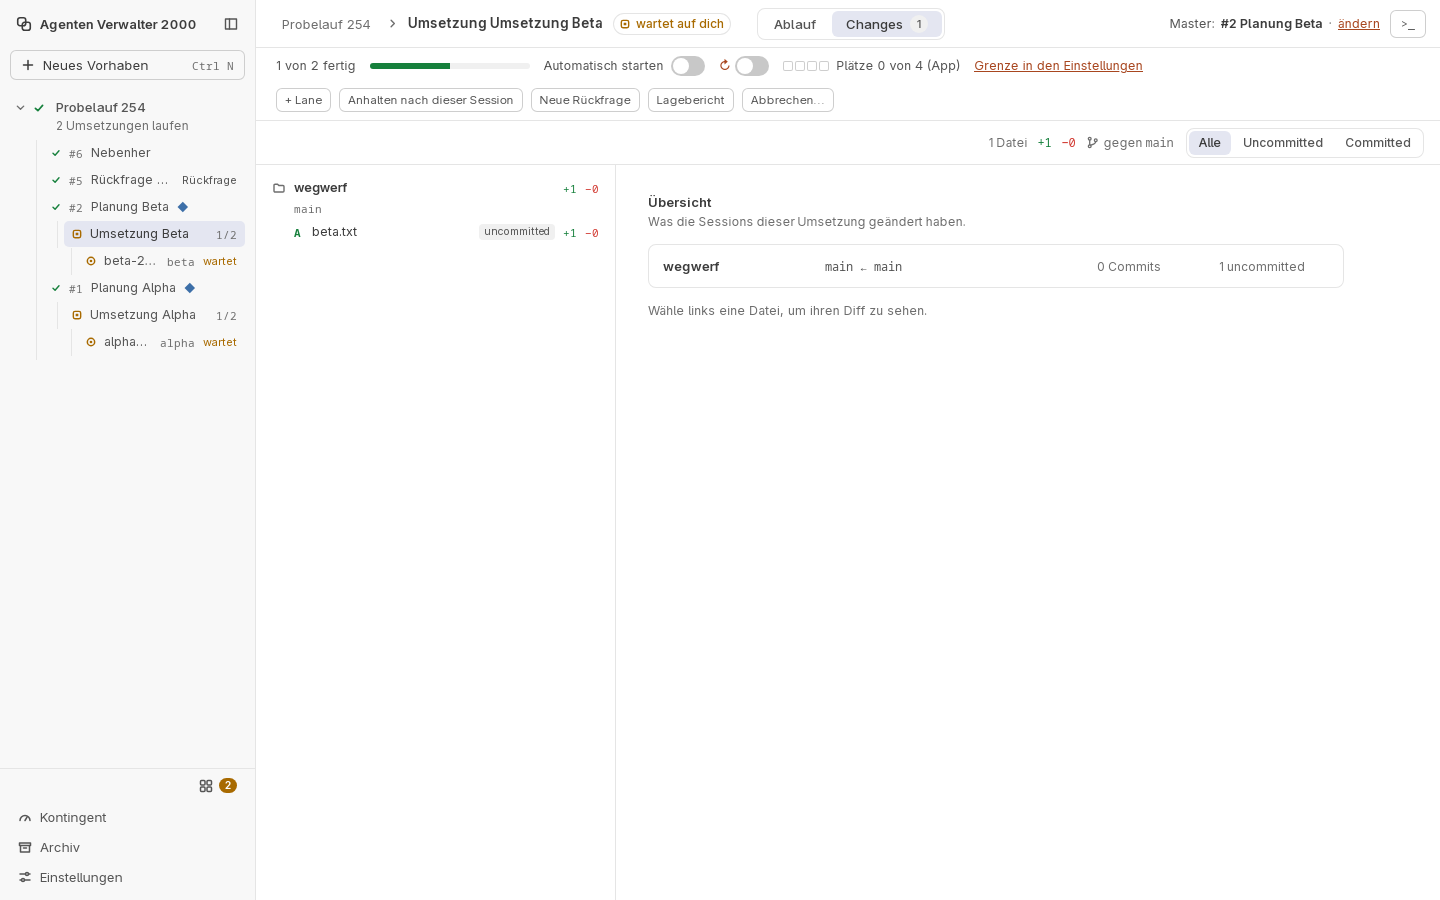 Agenten Verwalter 2000
Neues Vorhaben Ctrl N
Probelauf 254
2 Umsetzungen laufen
#6 Nebenher
#5 Rückfrage … Rückfrage
#2 Planung Beta
Umsetzung Beta 1/2
beta-2… beta wartet
#1 Planung Alpha
Umsetzung Alpha 1/2
alpha… alpha wartet
2
Kontingent
Archiv
Einstellungen
Probelauf 254 > Umsetzung Umsetzung Beta wartet auf dich Ablauf Changes 1 Master: #2 Planung Beta · ändern >_
1 von 2 fertig Automatisch starten Plätze 0 von 4 (App) Grenze in den Einstellungen
+ Lane Anhalten nach dieser Session Neue Rückfrage Lagebericht Abbrechen…
1 Datei +1 −0 gegen main Alle Uncommitted Committed
wegwerf +1 −0
main
A beta.txt uncommitted +1 −0
Übersicht
Was die Sessions dieser Umsetzung geändert haben.
wegwerf main ← main 0 Commits 1 uncommitted
Wähle links eine Datei, um ihren Diff zu sehen.